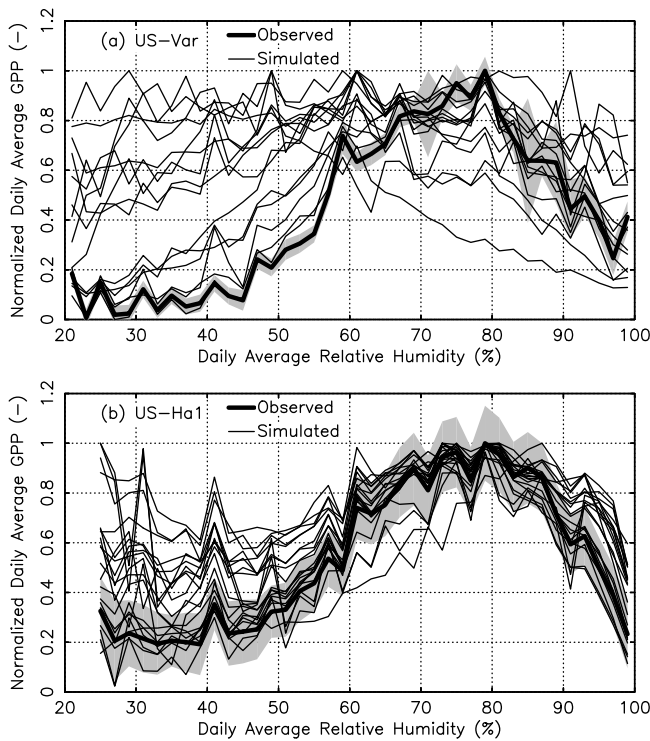 1.2
(a) US-Var
Observed
Simulated
1
0.8
0.6
0.4
0.2
0
Normalized Daily Average GPP (–)
20 30 40 50 60 70 80 90 100
Daily Average Relative Humidity (%)
1.2
(b) US-Ha1
Observed
Simulated
1
0.8
0.6
0.4
0.2
0
Normalized Daily Average GPP (–)
20 30 40 50 60 70 80 90 100
Daily Average Relative Humidity (%)